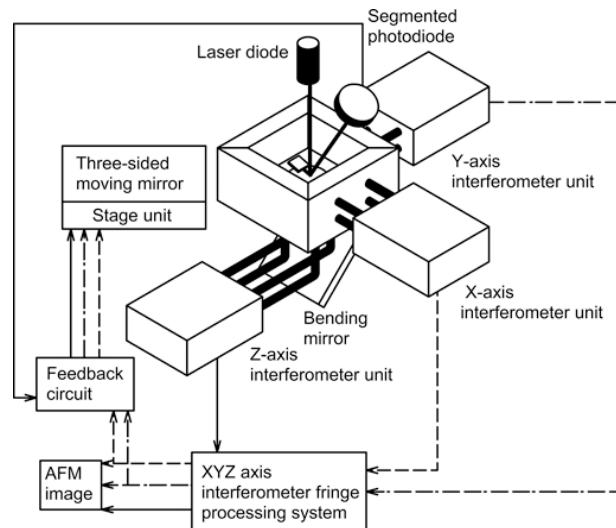 Segmented
photodiode
Laser diode
Three-sided
moving mirror
Stage unit
Y-axis
interferometer unit
X-axis
interferometer unit
Bending
mirror
Z-axis
interferometer unit
Feedback
circuit
AFM
image
XYZ axis
interferometer fringe
processing system